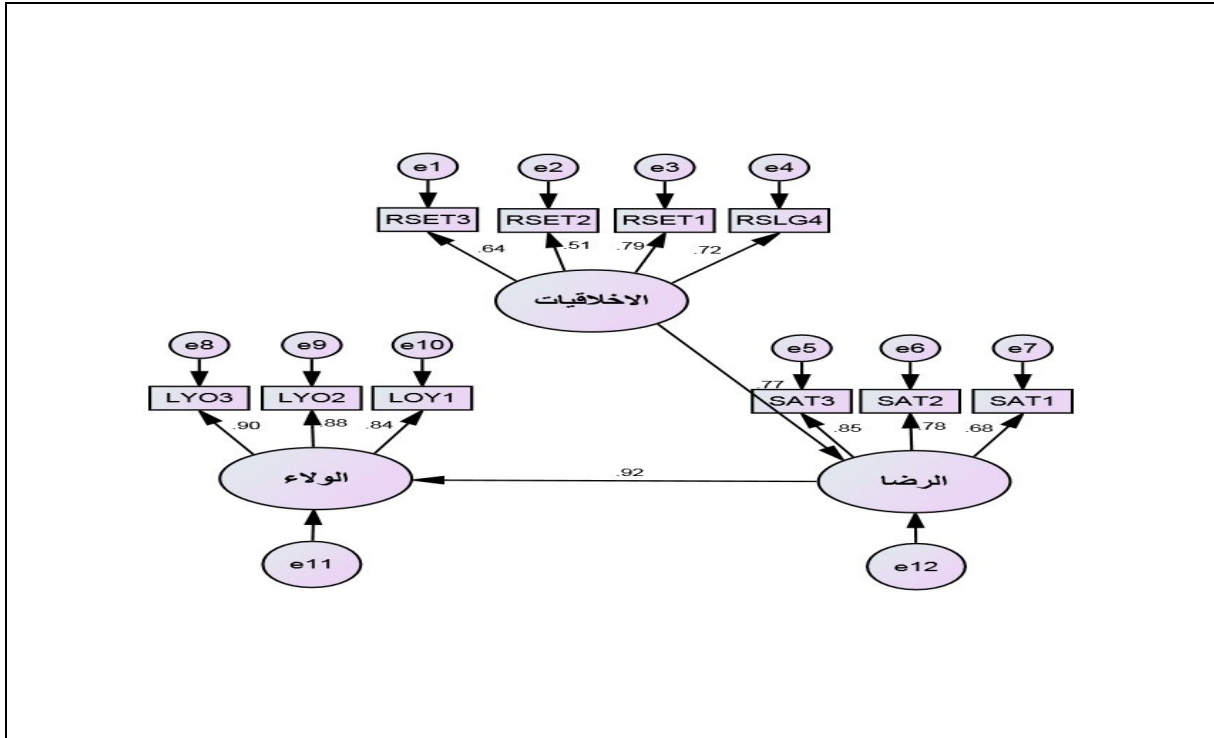 e1 e2 e3 e4
RSET3 RSET2 RSET1 RSLG4
.64 .51 .79 .72
الاخلاقيات
e8 e9 e10 e5 e6 e7
.77
LYO3 LYO2 LOY1 SAT3 SAT2 SAT1
.90 .88 .84 .85 .78 .68
.92
الولاء الرضا
e11 e12